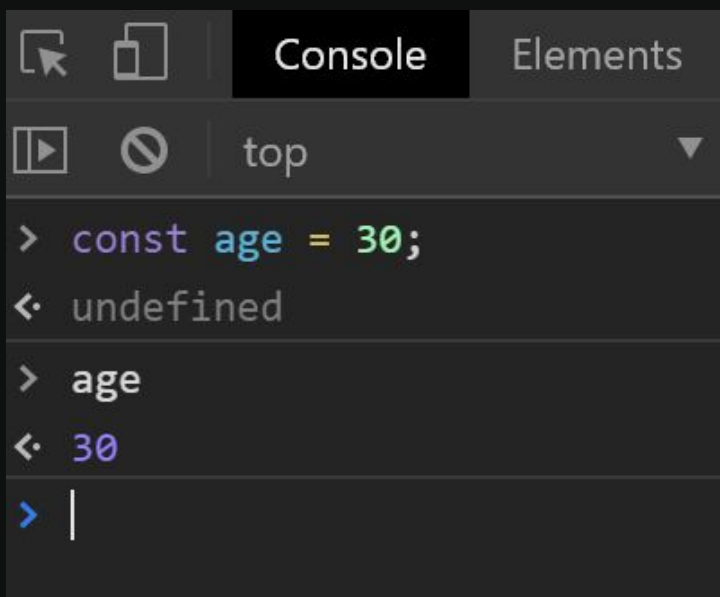 Console Elements
top
> const age = 30;
undefined
> age
30
>